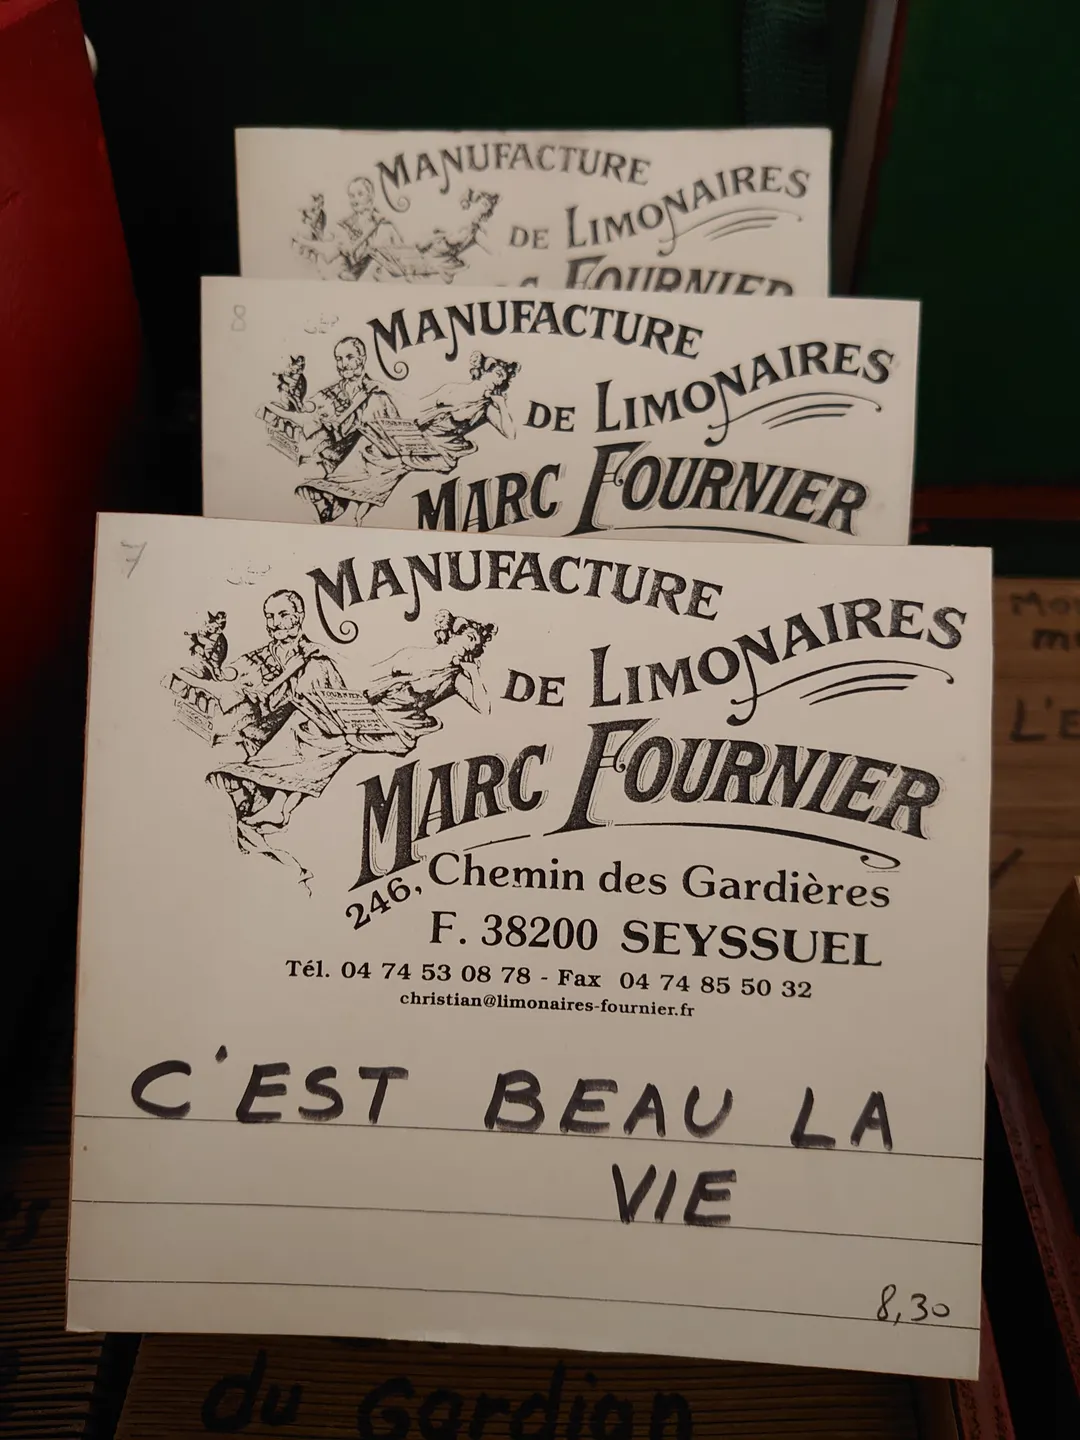 MANUFACTURE
DE LIMONAIRES
FOURNIER
8
MANUFACTURE
DE LIMONAIRES
MARC FOURNIER
7
MANUFACTURE
DE LIMONAIRES
MARC FOURNIER
246, Chemin des Gardières
F. 38200 SEYSSUEL
Tél. 04 74 53 08 78 - Fax 04 74 85 50 32
christian@limonaires-fournier.fr
C'EST BEAU LA
VIE
8,30
du Gardian